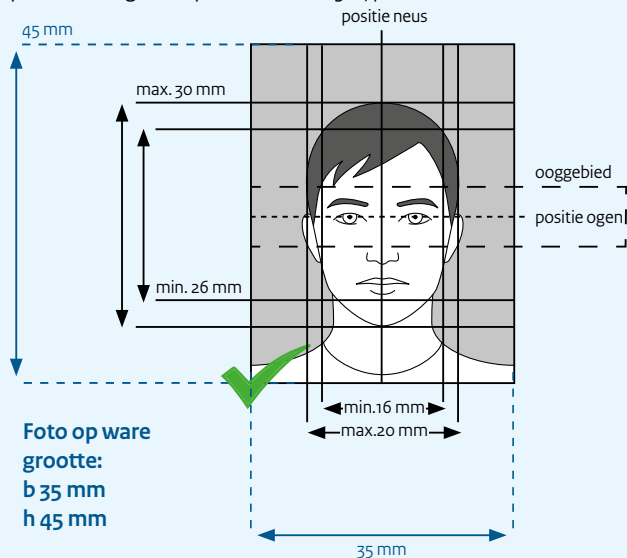 positie neus
45 mm
max. 30 mm
ooggebied
positie ogen
min. 26 mm
min.16 mm
max.20 mm
Foto op ware
grootte:
b 35 mm
h 45 mm
35 mm